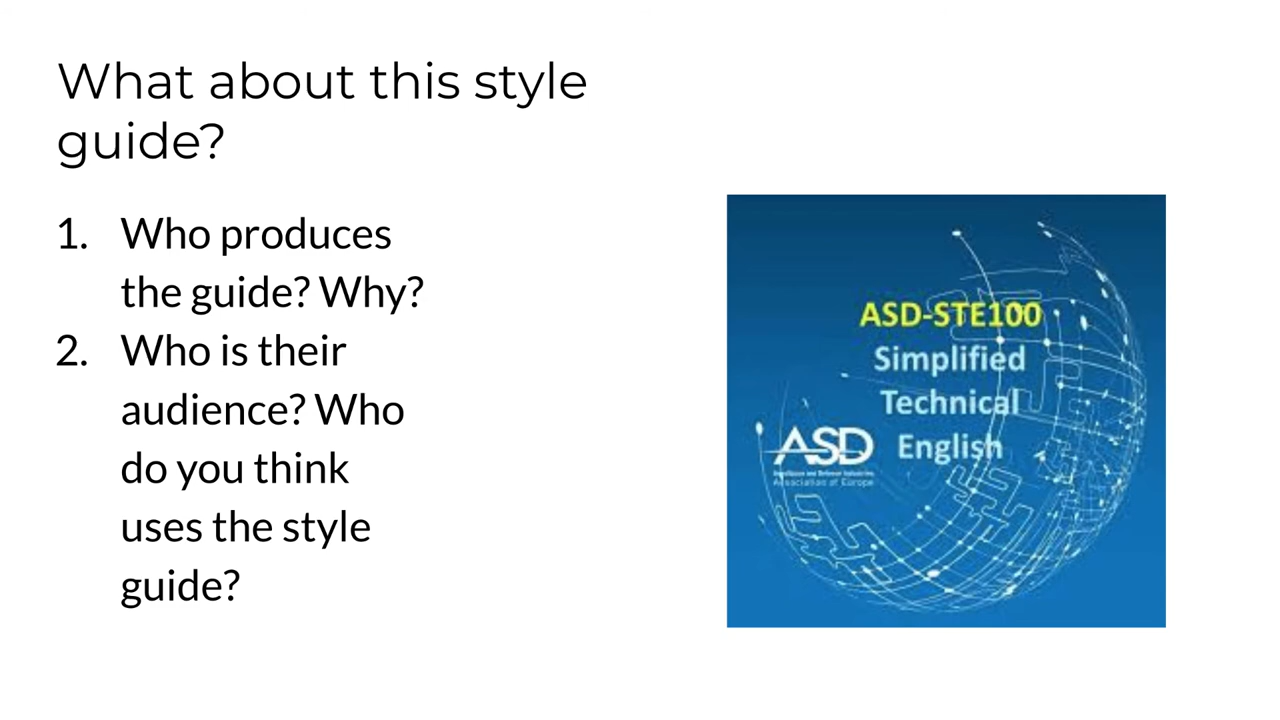 What about this style
guide?
1. Who produces
the guide? Why?
2. Who is their
audience? Who
do you think
uses the style
guide?
ASD-STE100
Simplified
Technical
English
ASD
Association of Europe